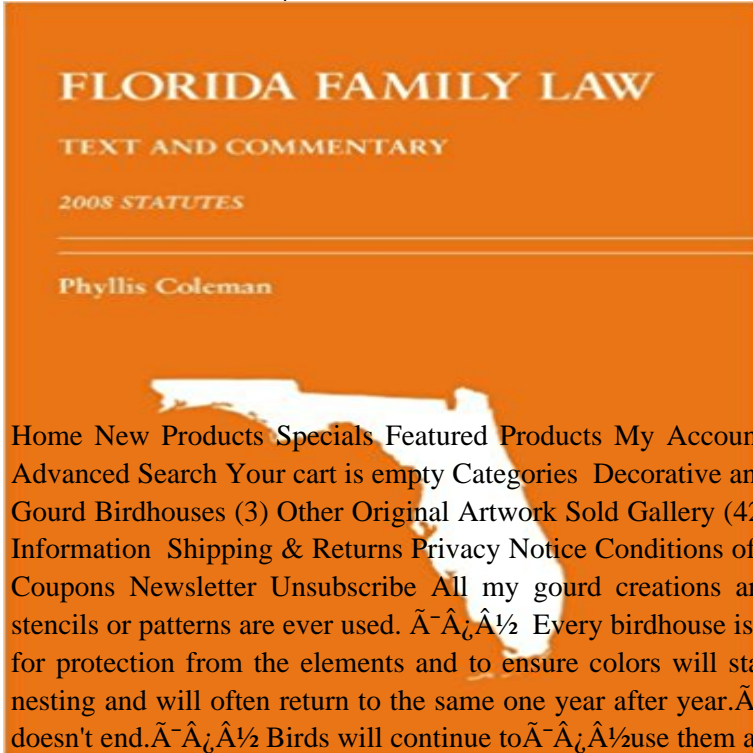 FLORIDA FAMILY LAW
TEXT AND COMMENTARY
2008 STATUTES
Phyllis Coleman
Home New Products Specials Featured Products My Accoun
Advanced Search Your cart is empty Categories Decorative an
Gourd Birdhouses (3) Other Original Artwork Sold Gallery (42
Information Shipping & Returns Privacy Notice Conditions of
Coupons Newsletter Unsubscribe All my gourd creations ar
stencils or patterns are ever used. Ã¯Â¿Â½ Every birdhouse is
for protection from the elements and to ensure colors will sta
nesting and will often return to the same one year after year.Ã
doesn't end.Ã¯Â¿Â½ Birds will continue toÃ¯Â¿Â½use them a